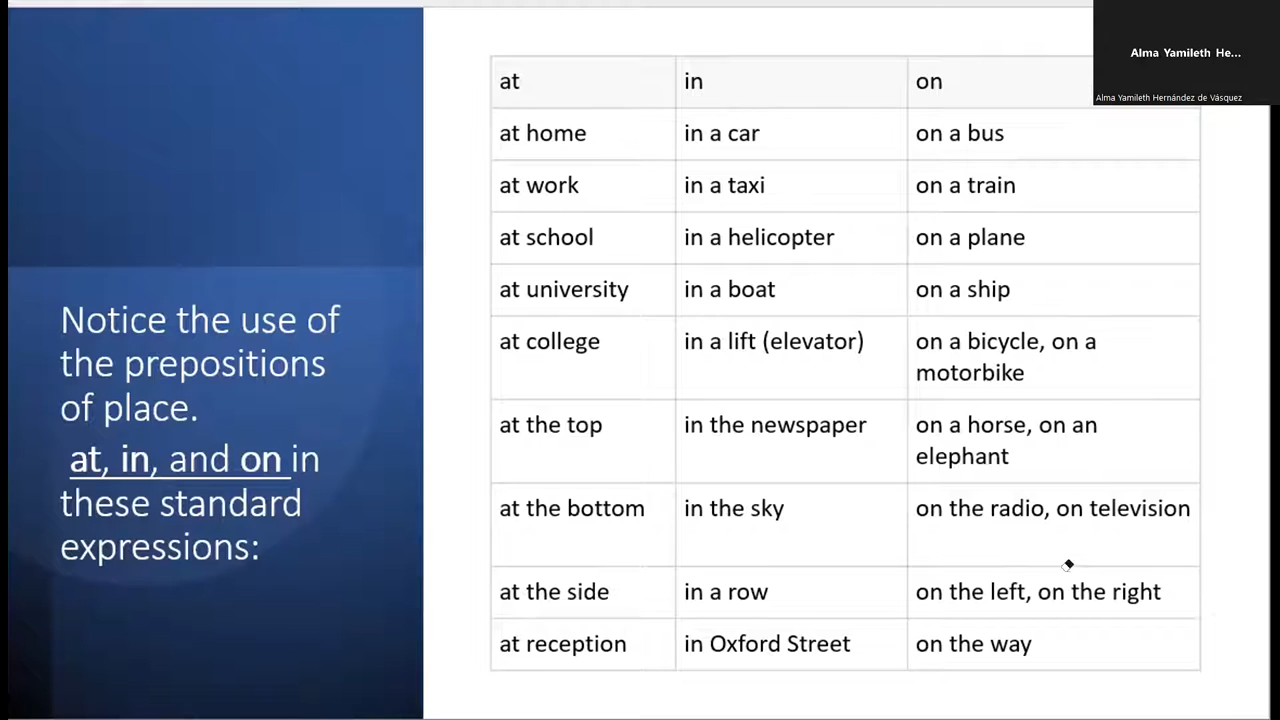 Notice the use of
the prepositions
of place.
at, in, and on in
these standard
expressions:
at in on
at home in a car on a bus
at work in a taxi on a train
at school in a helicopter on a plane
at university in a boat on a ship
at college in a lift (elevator) on a bicycle, on a
motorbike
at the top in the newspaper on a horse, on an
elephant
at the bottom in the sky on the radio, on television
at the side in a row on the left, on the right
at reception in Oxford Street on the way
Alma Yamileth He...
Alma Yamileth Hernández de Vásquez